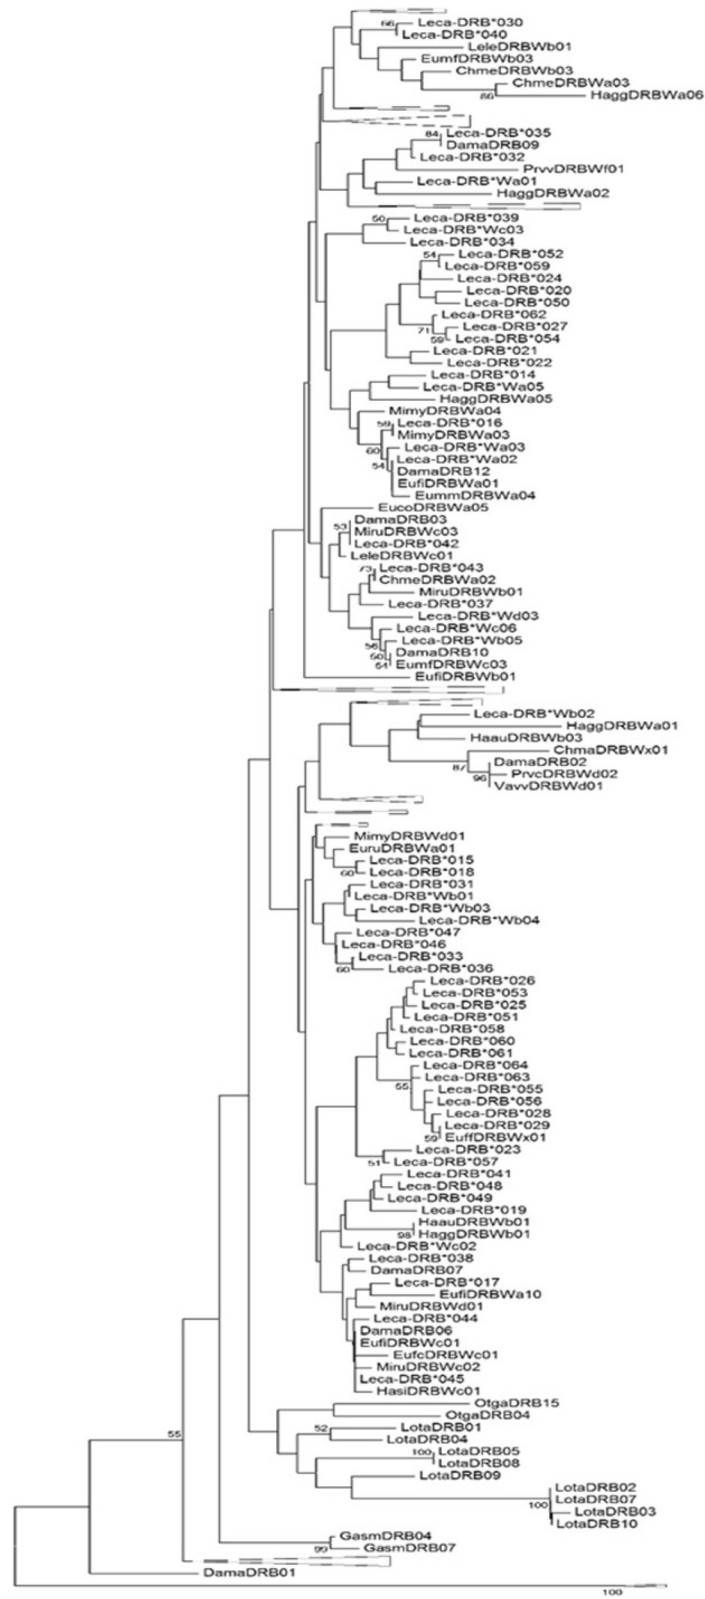 Leca-DRB*030
66
Leca-DRB*040
LeleDRBWb01
EumfDRBWb03
ChmeDRBWb03
ChmeDRBWa03
86
HaggDRBWa06
84
Leca-DRB*035
DamaDRB09
Leca-DRB*032
PrvvDRBWf01
Leca-DRB*Wa01
HaggDRBWa02
50
Leca-DRB*039
Leca-DRB*Wc03
Leca-DRB*034
54
Leca-DRB*052
Leca-DRB*059
Leca-DRB*024
Leca-DRB*020
Leca-DRB*050
Leca-DRB*062
71
Leca-DRB*027
59
Leca-DRB*054
Leca-DRB*021
Leca-DRB*022
Leca-DRB*014
Leca-DRB*Wa05
HaggDRBWa05
MimyDRBWa04
59
Leca-DRB*016
MimyDRBWa03
60
Leca-DRB*Wa03
Leca-DRB*Wa02
54
DamaDRB12
EufiDRBWa01
EummDRBWa04
EucoDRBWa05
DamaDRB03
53
MiruDRBWc03
Leca-DRB*042
LeleDRBWc01
73
Leca-DRB*043
ChmeDRBWa02
MiruDRBWb01
Leca-DRB*037
Leca-DRB*Wd03
Leca-DRB*Wc06
56
Leca-DRB*Wb05
50
DamaDRB10
51
EumfDRBWc03
EufiDRBWb01
Leca-DRB*Wb02
HaggDRBWa01
HaauDRBWb03
ChmaDRBWx01
87
DamaDRB02
96
PrvcDRBWd02
VavvDRBWd01
MimyDRBWd01
EuruDRBWa01
Leca-DRB*015
60
Leca-DRB*018
Leca-DRB*031
Leca-DRB*Wb01
Leca-DRB*Wb03
Leca-DRB*Wb04
Leca-DRB*047
Leca-DRB*046
Leca-DRB*033
60
Leca-DRB*036
Leca-DRB*026
Leca-DRB*053
Leca-DRB*025
Leca-DRB*051
Leca-DRB*058
Leca-DRB*060
Leca-DRB*061
Leca-DRB*064
Leca-DRB*063
55
Leca-DRB*055
Leca-DRB*056
Leca-DRB*028
Leca-DRB*029
59
EuffDRBWx01
Leca-DRB*023
51
Leca-DRB*057
Leca-DRB*041
Leca-DRB*048
Leca-DRB*049
Leca-DRB*019
HaauDRBWb01
98
HaggDRBWb01
Leca-DRB*Wc02
Leca-DRB*038
DamaDRB07
Leca-DRB*017
EufiDRBWa10
MiruDRBWd01
Leca-DRB*044
DamaDRB06
EufiDRBWc01
EufcDRBWc01
MiruDRBWc02
Leca-DRB*045
HasiDRBWc01
OtgaDRB15
OtgaDRB04
52
LotaDRB01
55
LotaDRB04
100
LotaDRB05
LotaDRB08
LotaDRB09
LotaDRB02
LotaDRB07
100
LotaDRB03
LotaDRB10
GasmDRB04
99
GasmDRB07
DamaDRB01
100